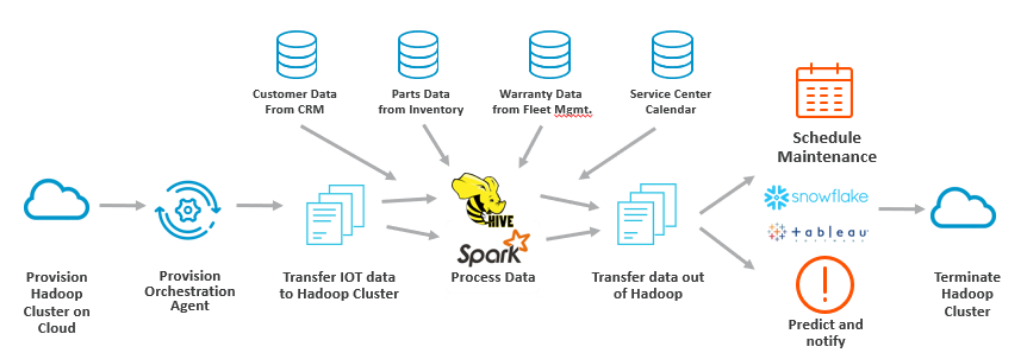 Customer Data
From CRM
Parts Data
from Inventory
Warranty Data
from Fleet Mgmt.
Service Center
Calendar
Schedule
Maintenance
HIVE
Spark
snowflake
+ a b l e a u
S O F T W A R E
Provision
Hadoop
Cluster on
Cloud
Provision
Orchestration
Agent
Transfer IOT data
to Hadoop Cluster
Process Data
Transfer data out
of Hadoop
Predict and
notify
Terminate
Hadoop
Cluster